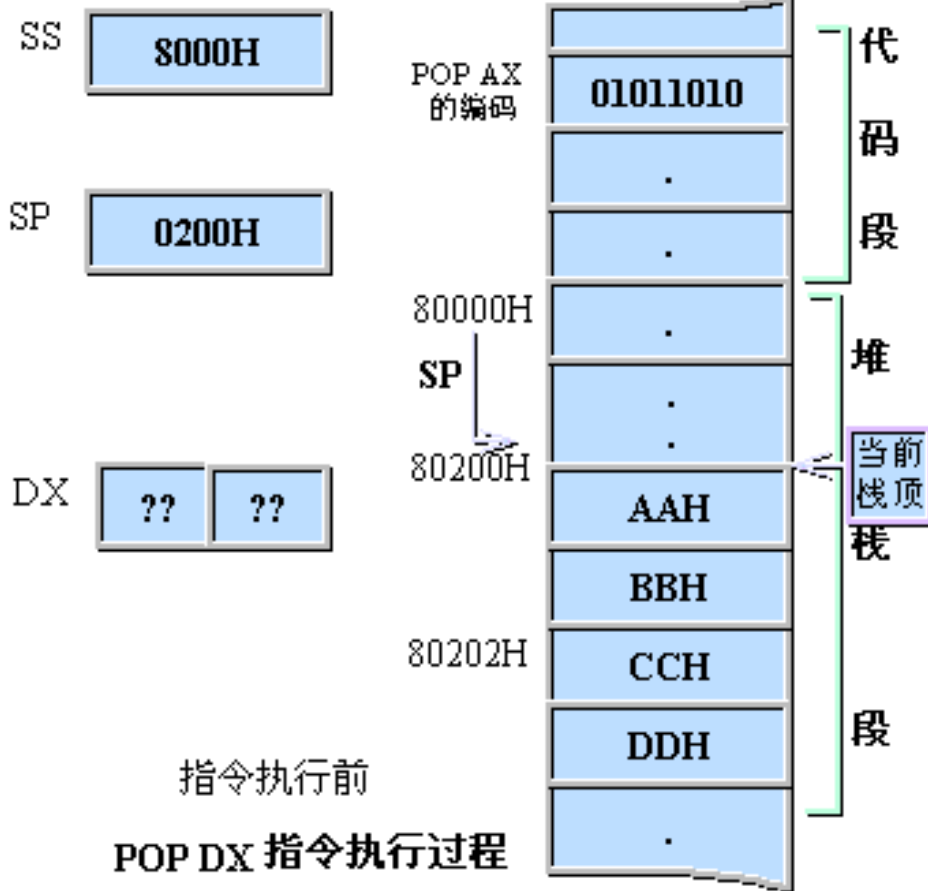 SS
8000H
SP
0200H
DX
??
??
POP AX
的编码
01011010
.
.
80000H
.
SP
.
.
80200H
AAH
BBH
80202H
CCH
DDH
.
代
码
段
堆
当前
栈顶
栈
段
指令执行前
POP DX 指令执行过程